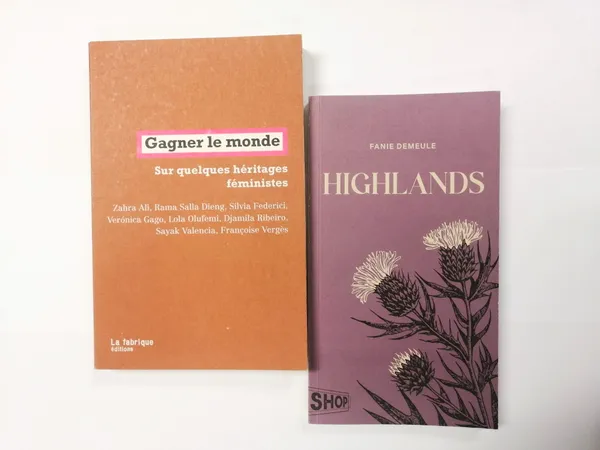 Gagner le monde
Sur quelques héritages
féministes
Zahra Ali, Rama Salla Dieng, Silvia Federici,
Verónica Gago, Lola Olufemi, Djamila Ribeiro,
Sayak Valencia, Françoise Vergès
La fabrique
éditions
FANIE DEMEULE
HIGHLANDS
SHOP